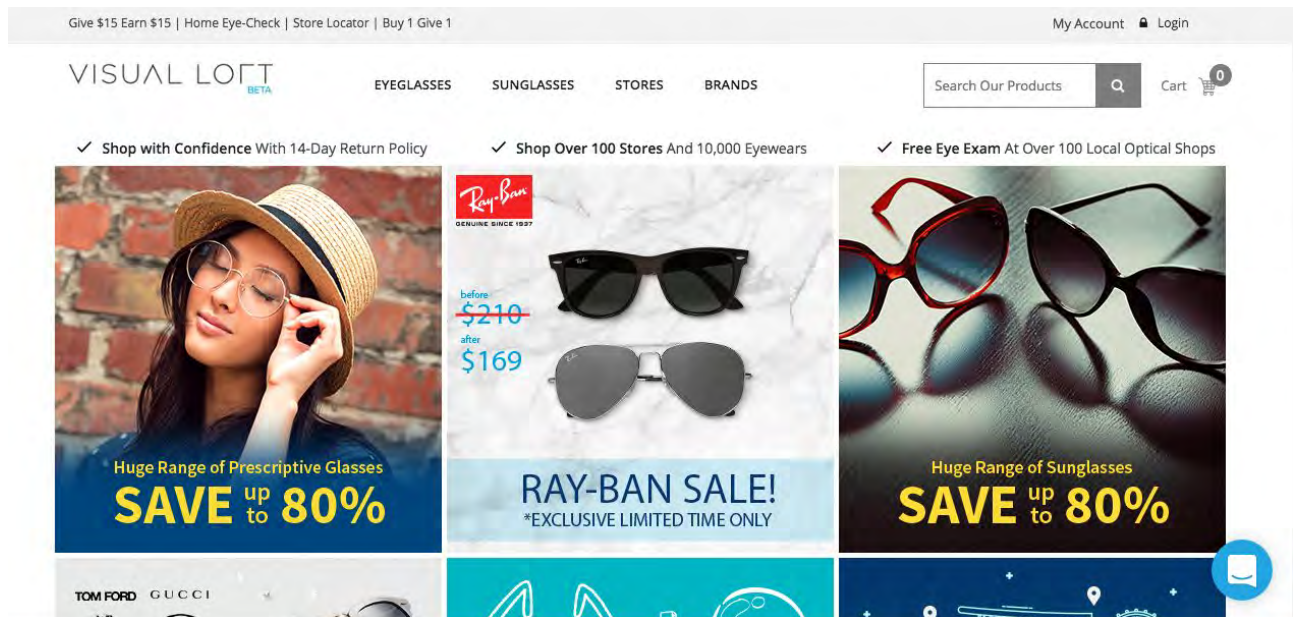 Give $15 Earn $15 | Home Eye-Check | Store Locator | Buy 1 Give 1
My Account Login
VISUAL LOFT
BETA
EYEGLASSES SUNGLASSES STORES BRANDS
Search Our Products
Cart 0
Shop with Confidence With 14-Day Return Policy
Shop Over 100 Stores And 10,000 Eyewears
Free Eye Exam At Over 100 Local Optical Shops
Huge Range of Prescriptive Glasses
SAVE up to 80%
Ray-Ban
GENUINE SINCE 1937
before
$210
after
$169
RAY-BAN SALE!
*EXCLUSIVE LIMITED TIME ONLY
Huge Range of Sunglasses
SAVE up to 80%
TOM FORD GUCCI